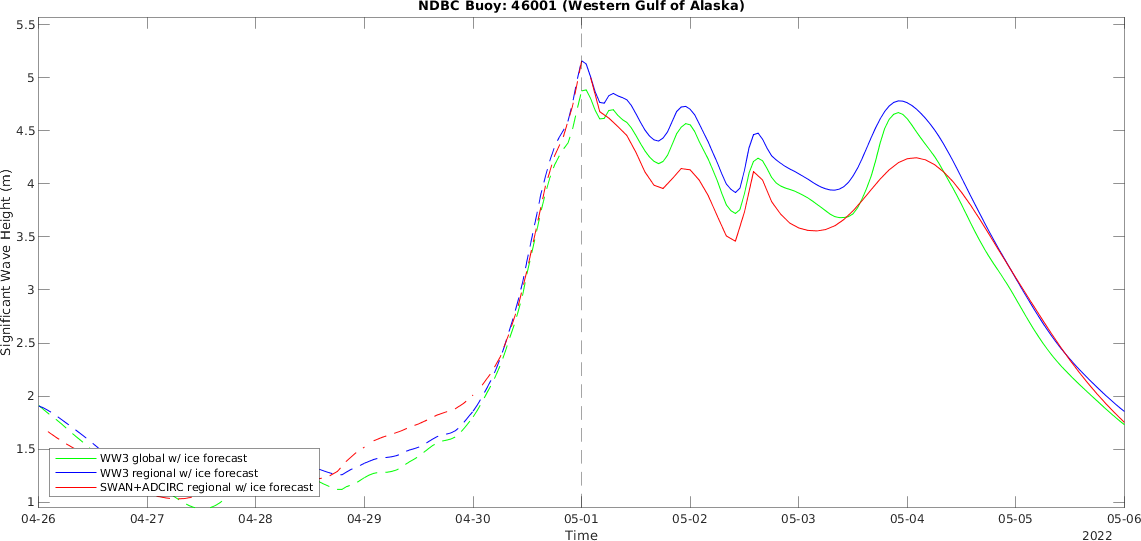 NDBC Buoy: 46001 (Western Gulf of Alaska)
5.5
5
4.5
4
3.5
3
2.5
2
1.5
1
Significant Wave Height (m)
WW3 global w/ ice forecast
WW3 regional w/ ice forecast
SWAN+ADCIRC regional w/ ice forecast
04-26 04-27 04-28 04-29 04-30 05-01 05-02 05-03 05-04 05-05 05-06
Time
2022